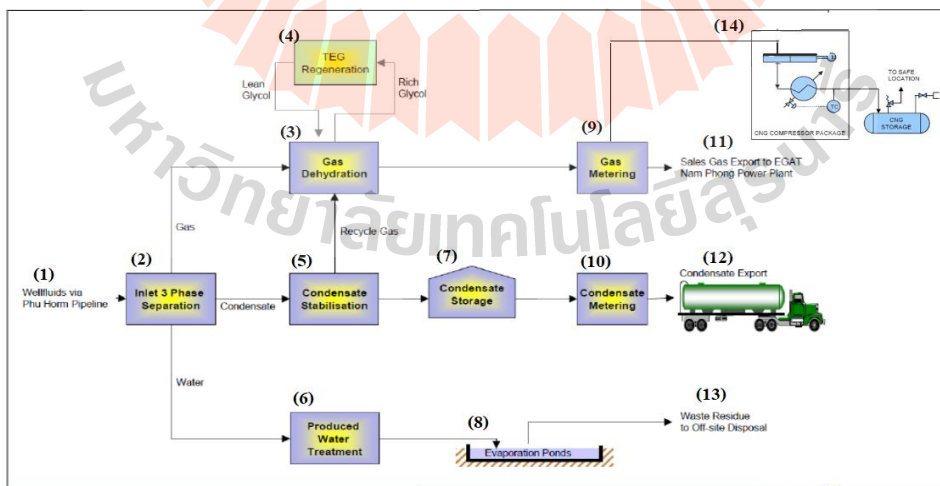 (1)
Wellfluids via
Phu Horm Pipeline
(2)
Inlet 3 Phase
Separation
Gas
Condensate
Water
(3)
Gas
Dehydration
(4)
TEG
Regeneration
Lean
Glycol
Rich
Glycol
(5)
Condensate
Stabilisation
Recycle Gas
(6)
Produced
Water
Treatment
(7)
Condensate
Storage
(8)
Evaporation Ponds
(9)
Gas
Metering
(10)
Condensate
Metering
(11)
Sales Gas Export to EGAT
Nam Phong Power Plant
(12)
Condensate Export
(13)
Waste Residue
to Off-site Disposal
(14)
TC
CNG COMPRESSOR PACKAGE
TO SAFE
LOCATION
CNG
STORAGE
มหาวิทยาลัยเทคโนโลยีสุรนารี